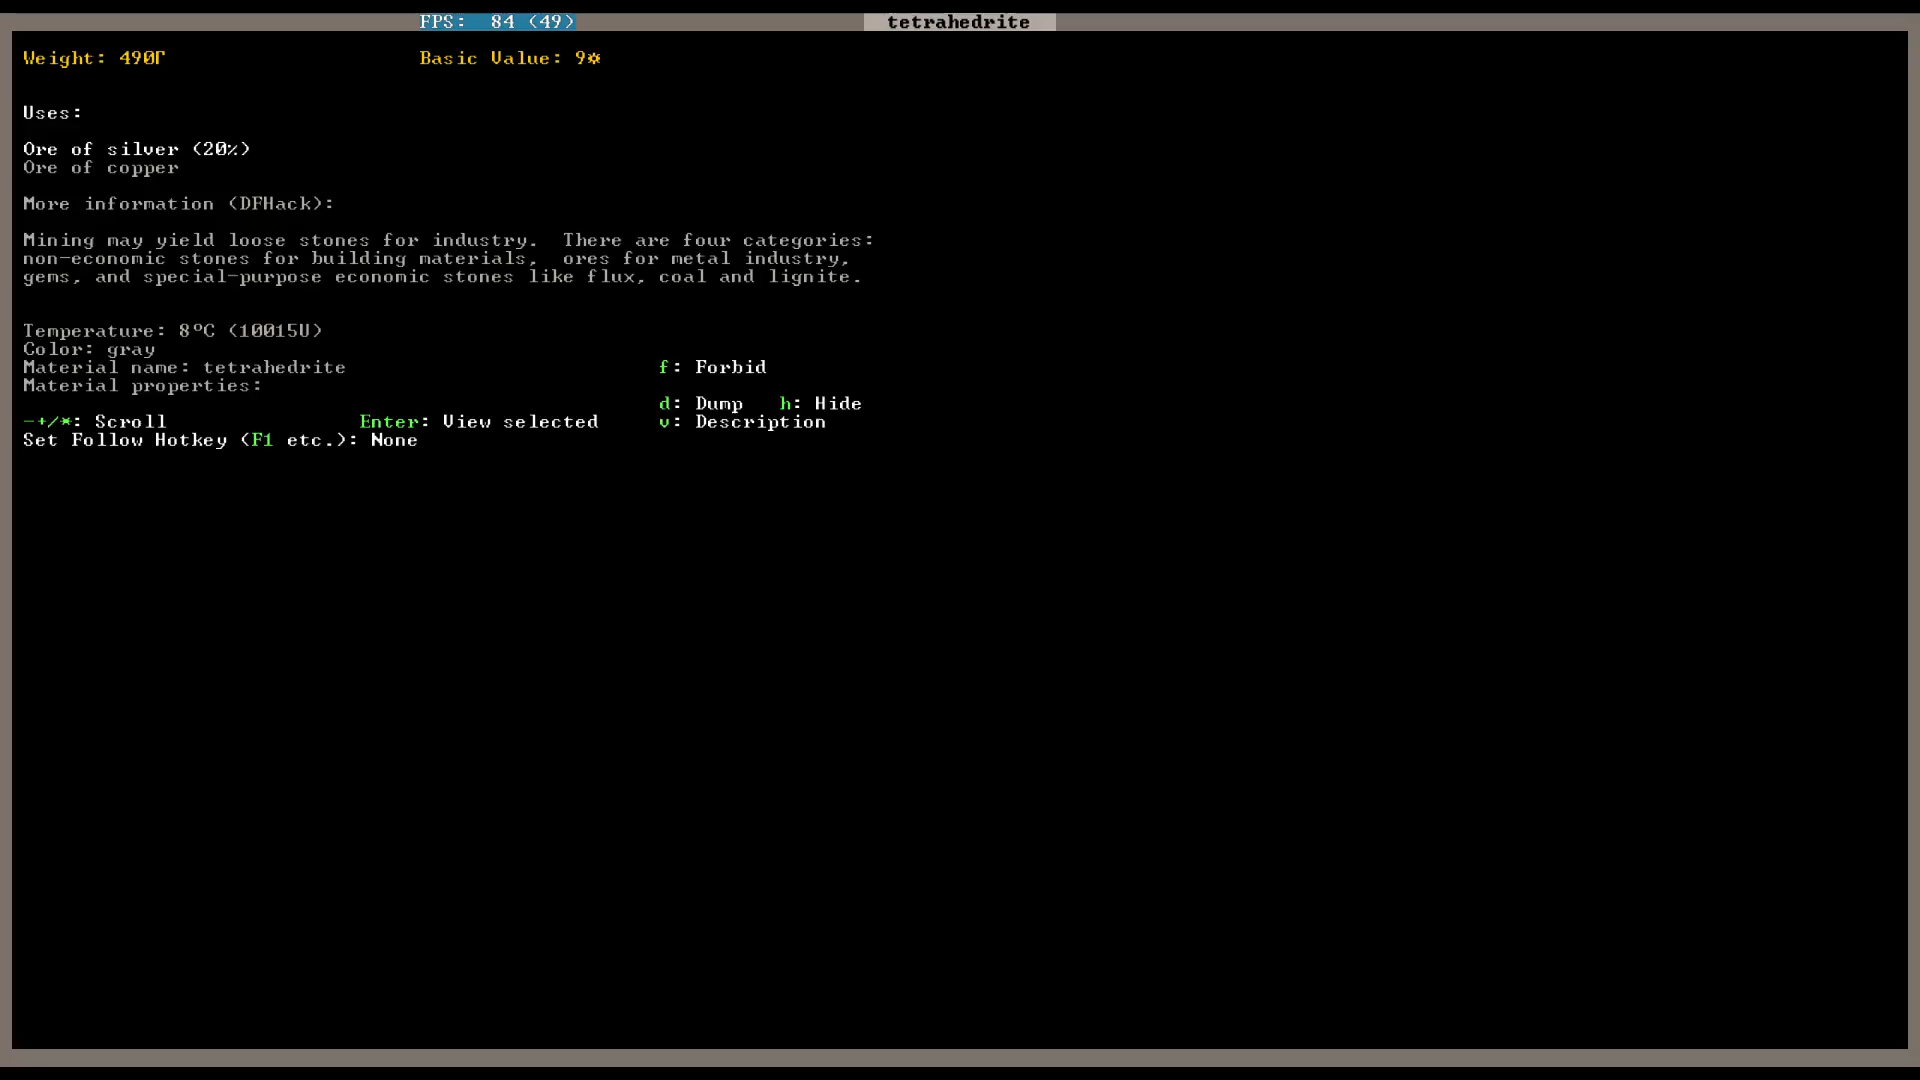 FPS: 84 (49) tetrahedrite
Weight: 490Γ Basic Value: 9☼
Uses:
Ore of silver (20%)
Ore of copper
More information (DFHack):
Mining may yield loose stones for industry. There are four categories:
non-economic stones for building materials, ores for metal industry,
gems, and special-purpose economic stones like flux, coal and lignite.
Temperature: 8°C (10015U)
Color: gray
Material name: tetrahedrite f: Forbid
Material properties:
d: Dump h: Hide
-+/*: Scroll Enter: View selected v: Description
Set Follow Hotkey (F1 etc.): None